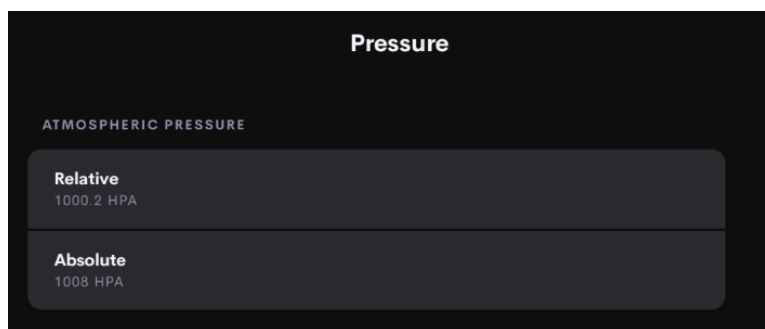 Pressure
ATMOSPHERIC PRESSURE
Relative
1000.2 HPA
Absolute
1008 HPA